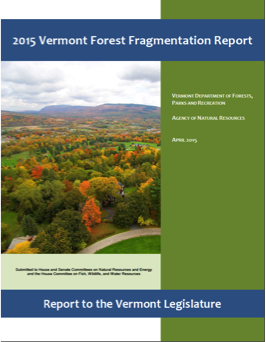 2015 Vermont Forest Fragmentation Report
VERMONT DEPARTMENT OF FORESTS,
PARKS AND RECREATION
AGENCY OF NATURAL RESOURCES
APRIL 2015
Submitted to House and Senate Committees on Natural Resources and Energy
and the House Committee on Fish, Wildlife, and Water Resources
Report to the Vermont Legislature